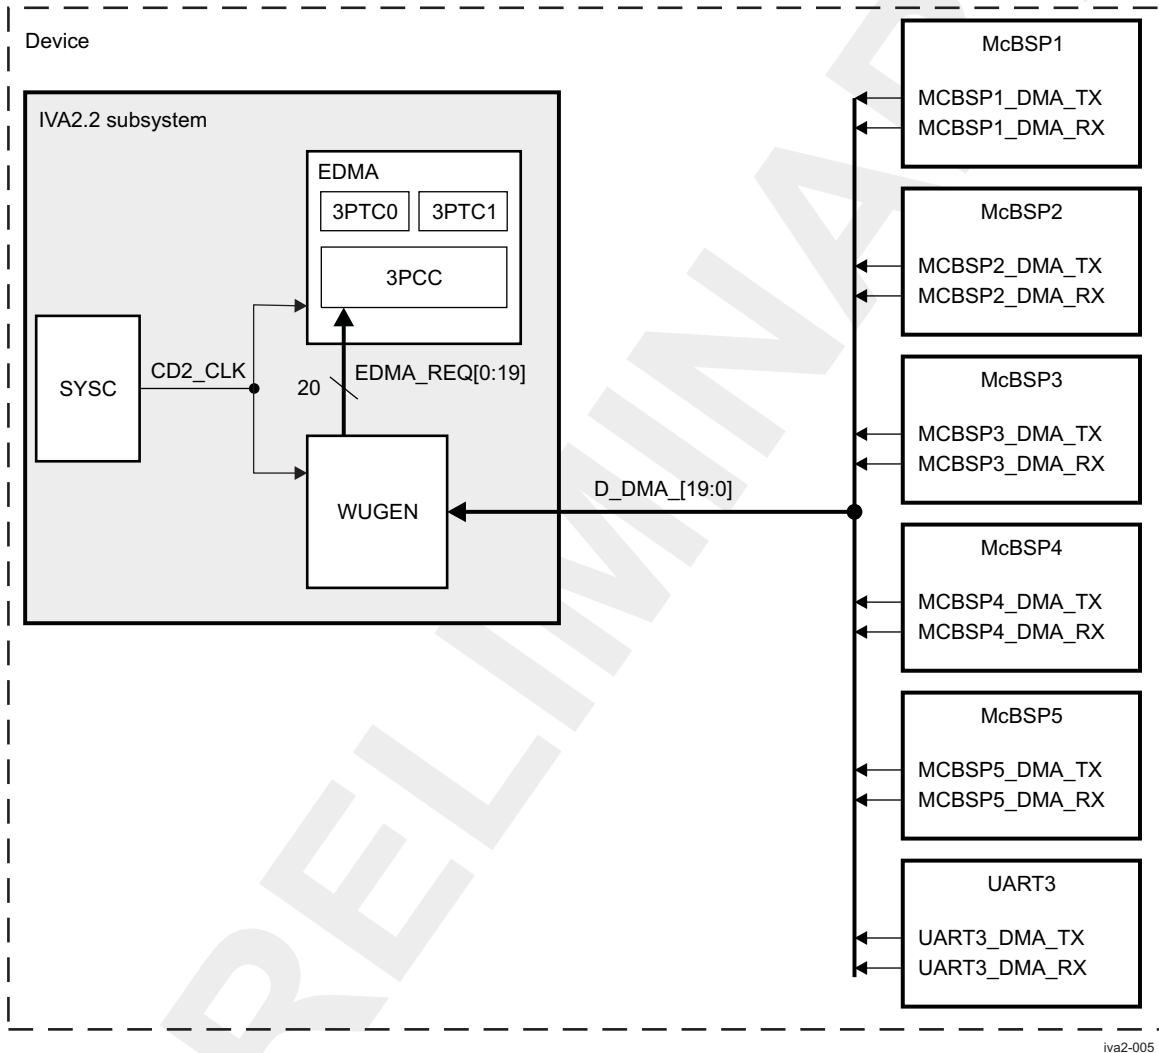 Device
IVA2.2 subsystem
EDMA
3PTC0
3PTC1
3PCC
SYSC
CD2_CLK
20
EDMA_REQ[0:19]
WUGEN
D_DMA_[19:0]
McBSP1
MCBSP1_DMA_TX
MCBSP1_DMA_RX
McBSP2
MCBSP2_DMA_TX
MCBSP2_DMA_RX
McBSP3
MCBSP3_DMA_TX
MCBSP3_DMA_RX
McBSP4
MCBSP4_DMA_TX
MCBSP4_DMA_RX
McBSP5
MCBSP5_DMA_TX
MCBSP5_DMA_RX
UART3
UART3_DMA_TX
UART3_DMA_RX
iva2-005